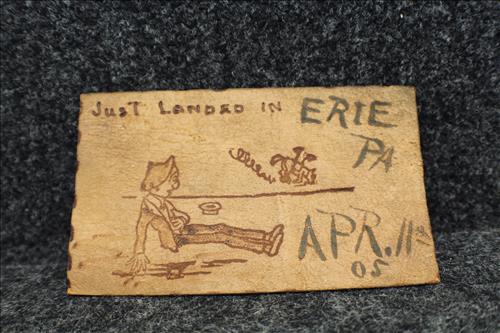 JUST LANDED IN ERIE
PA
APR. 11th
05